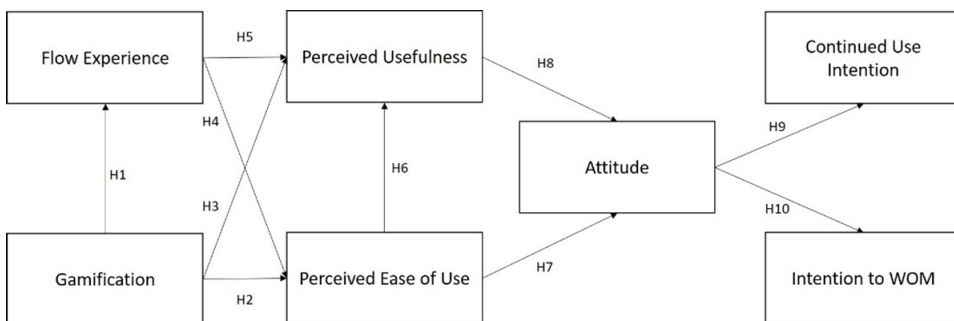 Flow Experience
H5
Perceived Usefulness
H8
Continued Use
Intention
H4
H9
H1
H3
H6
Attitude
H10
Gamification
H2
Perceived Ease of Use
H7
Intention to WOM